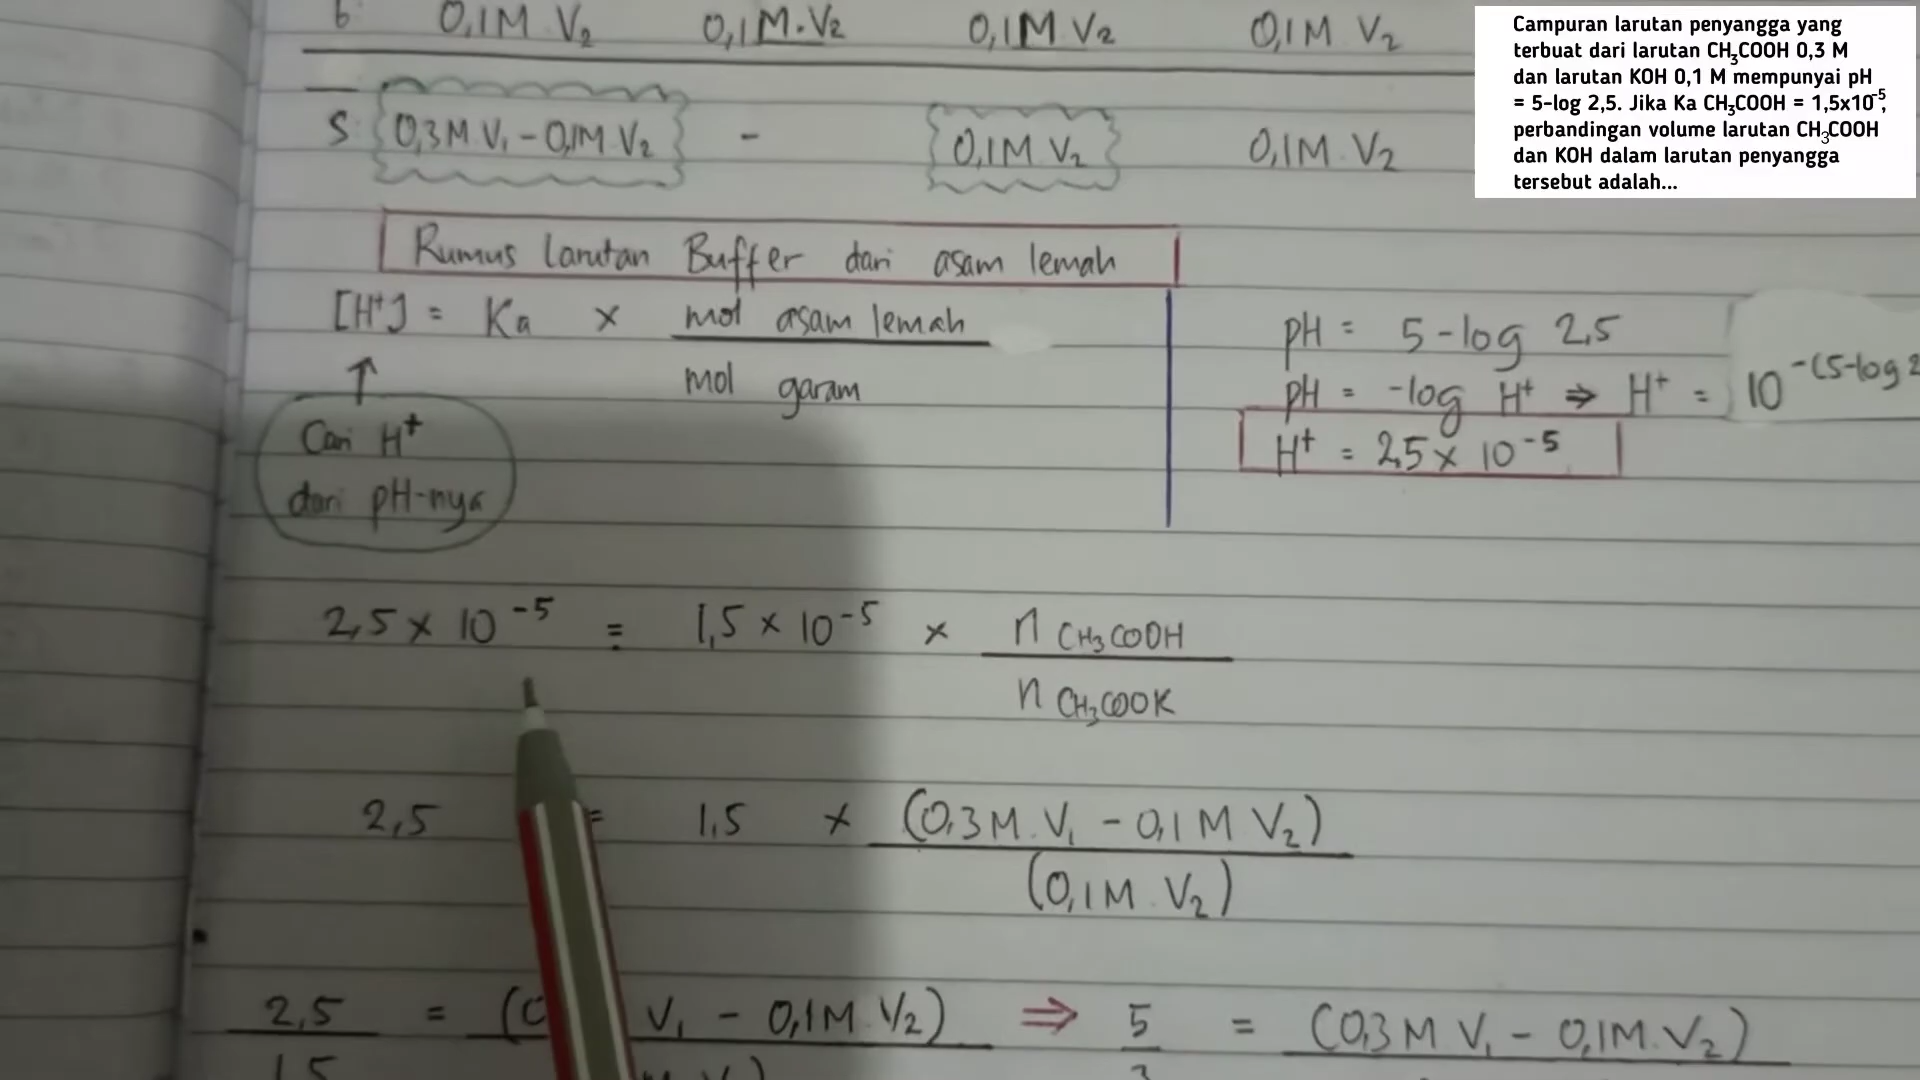 b 0,1M V₂ 0,1M.V₂ 0,1M V₂ 0,1M V₂
S 0,3M V₁ - 0,1M V₂ - 0,1M V₂ 0,1M.V₂
Rumus larutan Buffer dari asam lemah
[H⁺] = Ka × mol asam lemah
mol garam
Cari H⁺
dari pH-nya
pH = 5-log 2,5
pH = -log H⁺ ⇒ H⁺ = 10^-(5-log 2
H⁺ = 2,5 × 10⁻⁵
2,5 × 10⁻⁵ = 1,5 × 10⁻⁵ × n CH₃COOH
n CH₃COOK
2,5 = 1,5 × (0,3M.V₁ - 0,1M V₂)
(0,1M.V₂)
2,5 = (0 V₁ - 0,1M.V₂) ⇒ 5 = (0,3M V₁ - 0,1M.V₂)
1,5
Campuran larutan penyangga yang
terbuat dari larutan CH₃COOH 0,3 M
dan larutan KOH 0,1 M mempunyai pH
= 5-log 2,5. Jika Ka CH₃COOH = 1,5x10⁻⁵,
perbandingan volume larutan CH₃COOH
dan KOH dalam larutan penyangga
tersebut adalah...